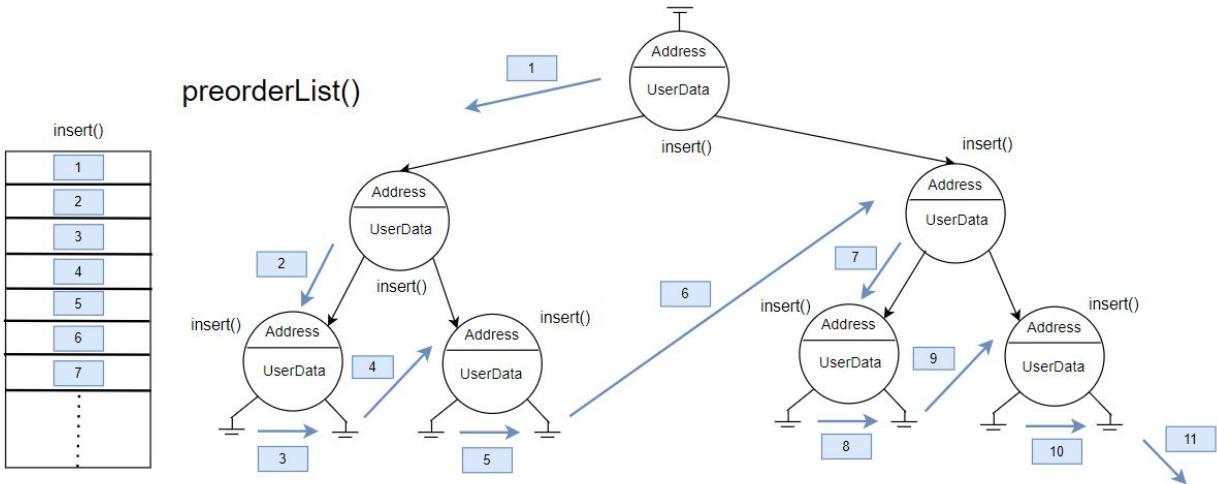 preorderList()
insert()
1
2
3
4
5
6
7
1
Address
UserData
insert()
Address
UserData
insert()
insert()
Address
UserData
2
insert()
Address
UserData
3
4
insert()
Address
UserData
5
6
7
insert()
Address
UserData
8
9
insert()
Address
UserData
10
11